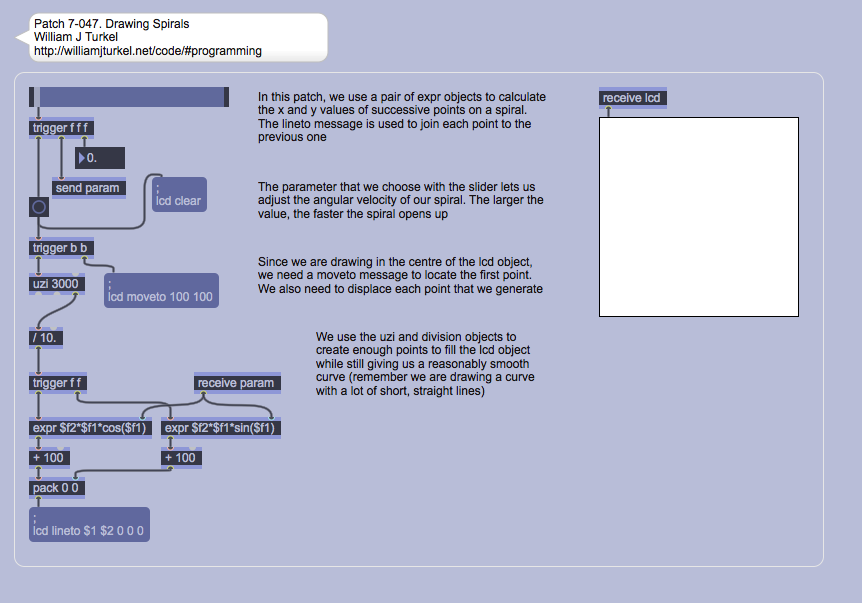 Patch 7-047. Drawing Spirals
William J Turkel
http://williamjturkel.net/code/#programming
In this patch, we use a pair of expr objects to calculate
the x and y values of successive points on a spiral.
The lineto message is used to join each point to the
previous one
receive lcd
trigger f f f
0.
send param
;
lcd clear
The parameter that we choose with the slider lets us
adjust the angular velocity of our spiral. The larger the
value, the faster the spiral opens up
trigger b b
uzi 3000
;
lcd moveto 100 100
Since we are drawing in the centre of the lcd object,
we need a moveto message to locate the first point.
We also need to displace each point that we generate
/ 10.
We use the uzi and division objects to
create enough points to fill the lcd object
while still giving us a reasonably smooth
curve (remember we are drawing a curve
with a lot of short, straight lines)
trigger f f
receive param
expr $f2*$f1*cos($f1)
expr $f2*$f1*sin($f1)
+ 100
+ 100
pack 0 0
;
lcd lineto $1 $2 0 0 0